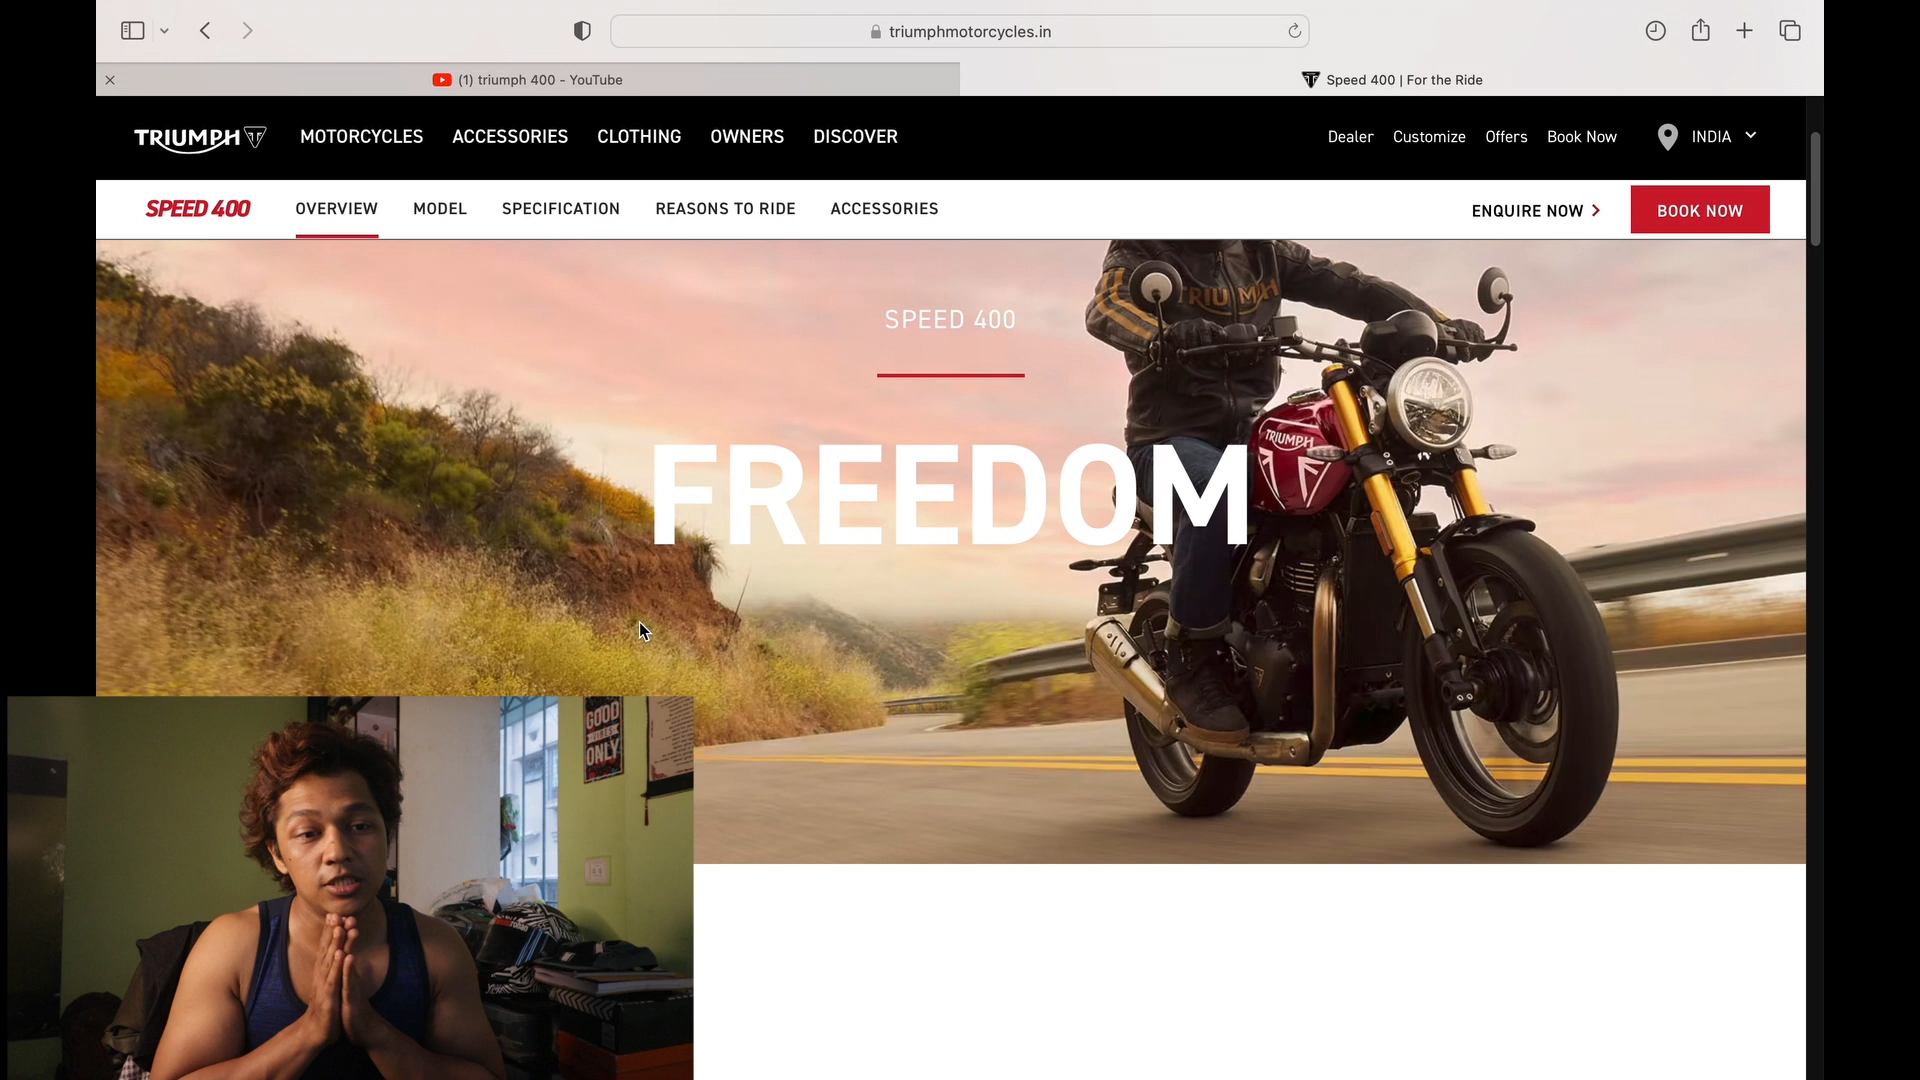 triumphmotorcycles.in
(1) triumph 400 - YouTube
Speed 400 | For the Ride
TRIUMPH
MOTORCYCLES
ACCESSORIES
CLOTHING
OWNERS
DISCOVER
Dealer
Customize
Offers
Book Now
INDIA
SPEED 400
OVERVIEW
MODEL
SPECIFICATION
REASONS TO RIDE
ACCESSORIES
ENQUIRE NOW
BOOK NOW
TRIUMPH
SPEED 400
TRIUMPH
FREEDOM
GOOD
VIBES
ONLY